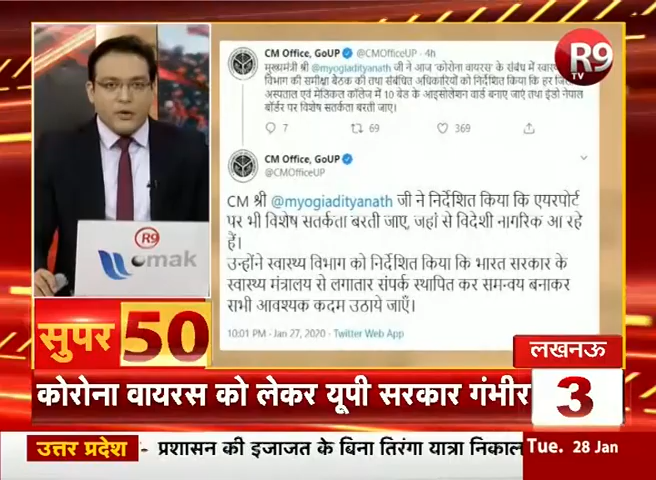 CM Office, GoUP @CMOfficeUP · 4h
मुख्यमंत्री श्री @myogiadityanath जी ने आज 'कोरोना वायरस' के संबंध में
विभाग की समीक्षा बैठक की तथा संबंधित अधिकारियों को निर्देशित किया कि हर
अस्पताल एवं मेडिकल कॉलेज में 10 बेड के आइसोलेशन वार्ड बनाए जाएं तथा इंडो नेपाल
बॉर्डर पर विशेष सतर्कता बरती जाए।
7 69 369
R9
TV
CM Office, GoUP
@CMOfficeUP
CM श्री @myogiadityanath जी ने निर्देशित किया कि एयरपोर्ट
पर भी विशेष सतर्कता बरती जाए, जहां से विदेशी नागरिक आ रहे
हैं।
उन्होंने स्वास्थ्य विभाग को निर्देशित किया कि भारत सरकार के
स्वास्थ्य मंत्रालय से लगातार संपर्क स्थापित कर समन्वय बनाकर
सभी आवश्यक कदम उठाये जाएँ।
10:01 PM · Jan 27, 2020 · Twitter Web App
R9
omak
सुपर 50
लखनऊ
कोरोना वायरस को लेकर यूपी सरकार गंभीर
3
उत्तर प्रदेश :- प्रशासन की इजाजत के बिना तिरंगा यात्रा निकाल
Tue. 28 Jan